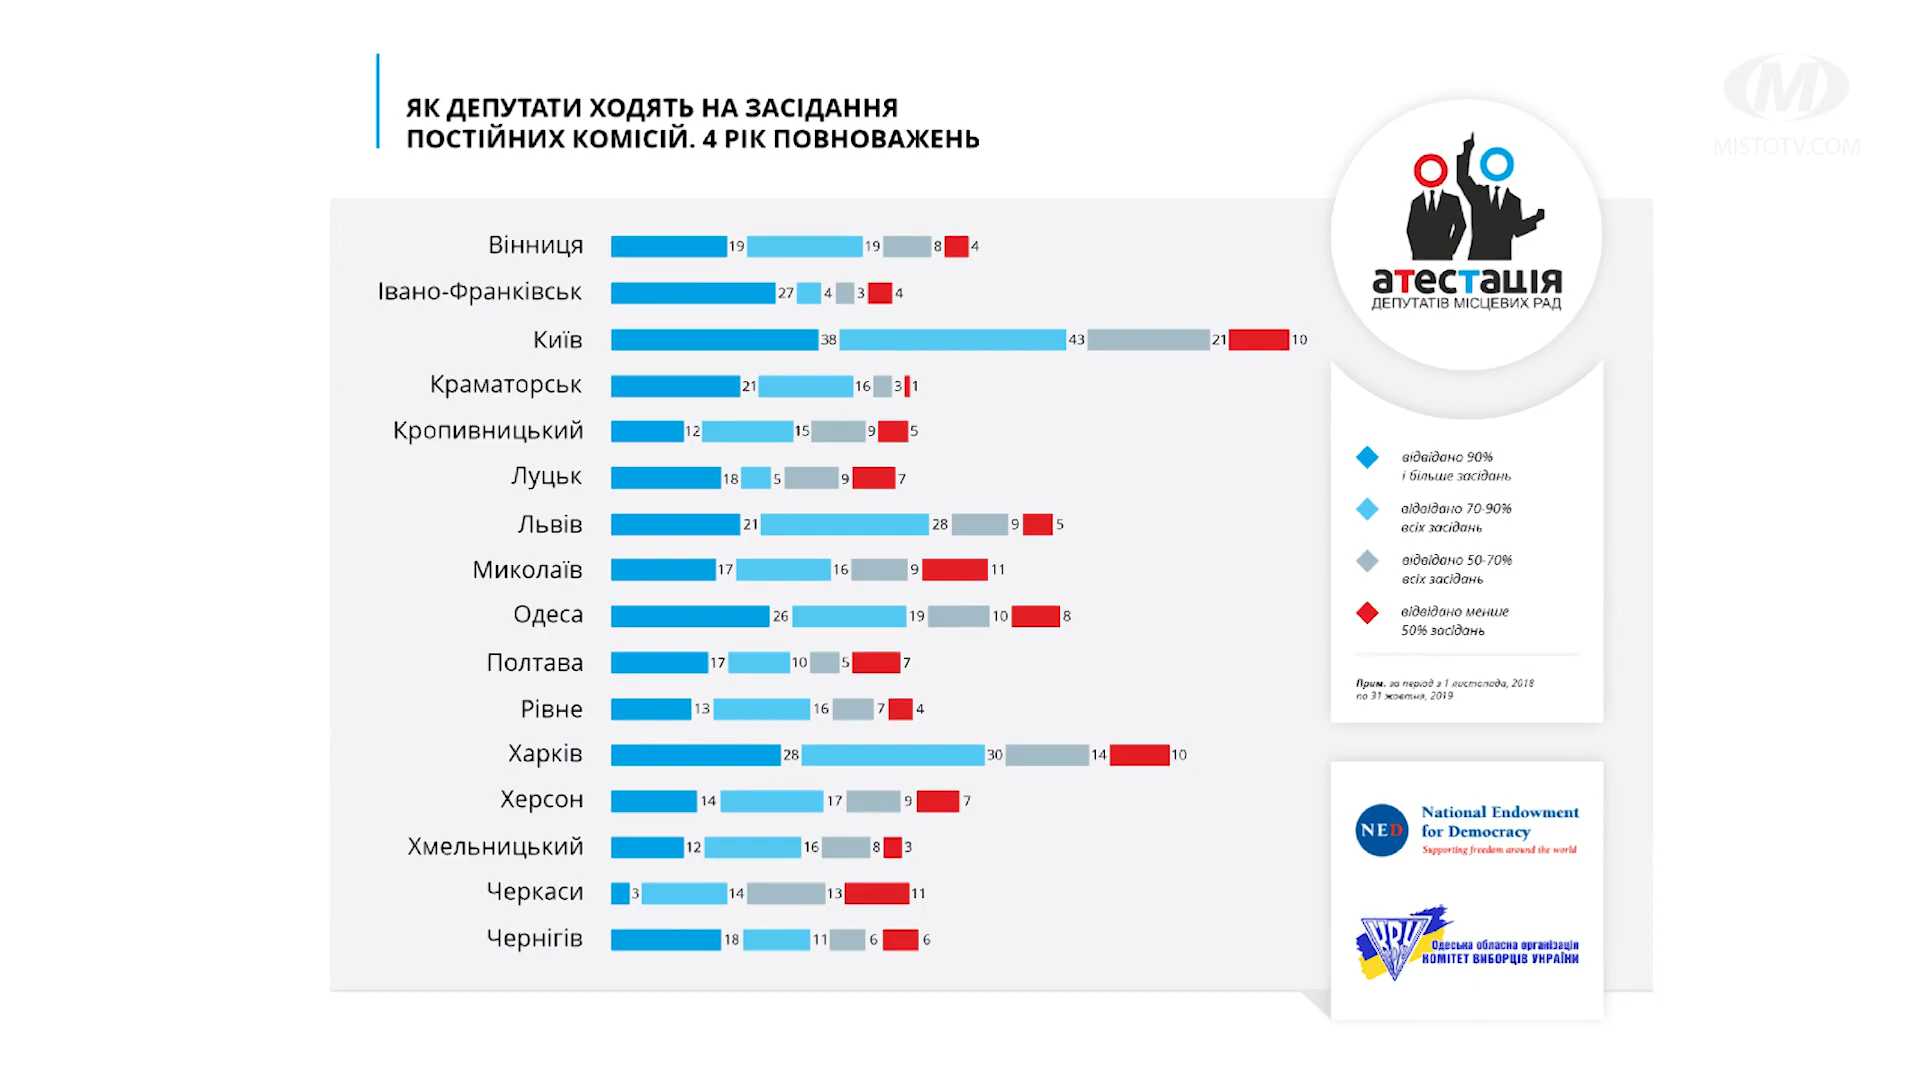 MISTOTV.COM
ЯК ДЕПУТАТИ ХОДЯТЬ НА ЗАСІДАННЯ
ПОСТІЙНИХ КОМІСІЙ. 4 РІК ПОВНОВАЖЕНЬ
Вінниця 19 19 8 4
Івано-Франківськ 27 4 3 4
Київ 38 43 21 10
Краматорськ 21 16 3 1
Кропивницький 12 15 9 5
Луцьк 18 5 9 7
Львів 21 28 9 5
Миколаїв 17 16 9 11
Одеса 26 19 10 8
Полтава 17 10 5 7
Рівне 13 16 7 4
Харків 28 30 14 10
Херсон 14 17 9 7
Хмельницький 12 16 8 3
Черкаси 3 14 13 11
Чернігів 18 11 6 6
атестація
ДЕПУТАТІВ МІСЦЕВИХ РАД
відвідано 90%
і більше засідань
відвідано 70-90%
всіх засідань
відвідано 50-70%
всіх засідань
відвідано менше
50% засідань
Прим. за період з 1 листопада, 2018
по 31 жовтня, 2019
NED
National Endowment
for Democracy
Supporting freedom around the world
КВУ
Одеська обласна організація
КОМІТЕТ ВИБОРЦІВ УКРАЇНИ